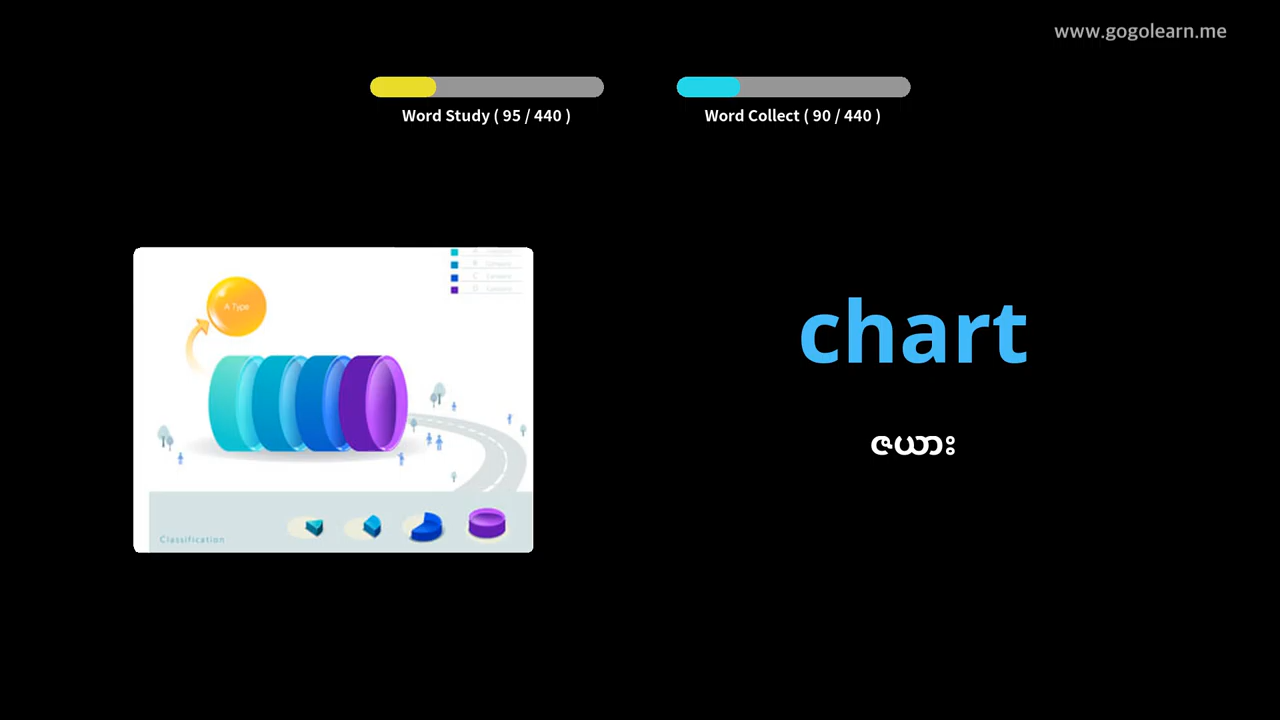 www.gogolearn.me
Word Study ( 95 / 440 )
Word Collect ( 90 / 440 )
A Type
B
C
D
chart
ဇယား
Classification